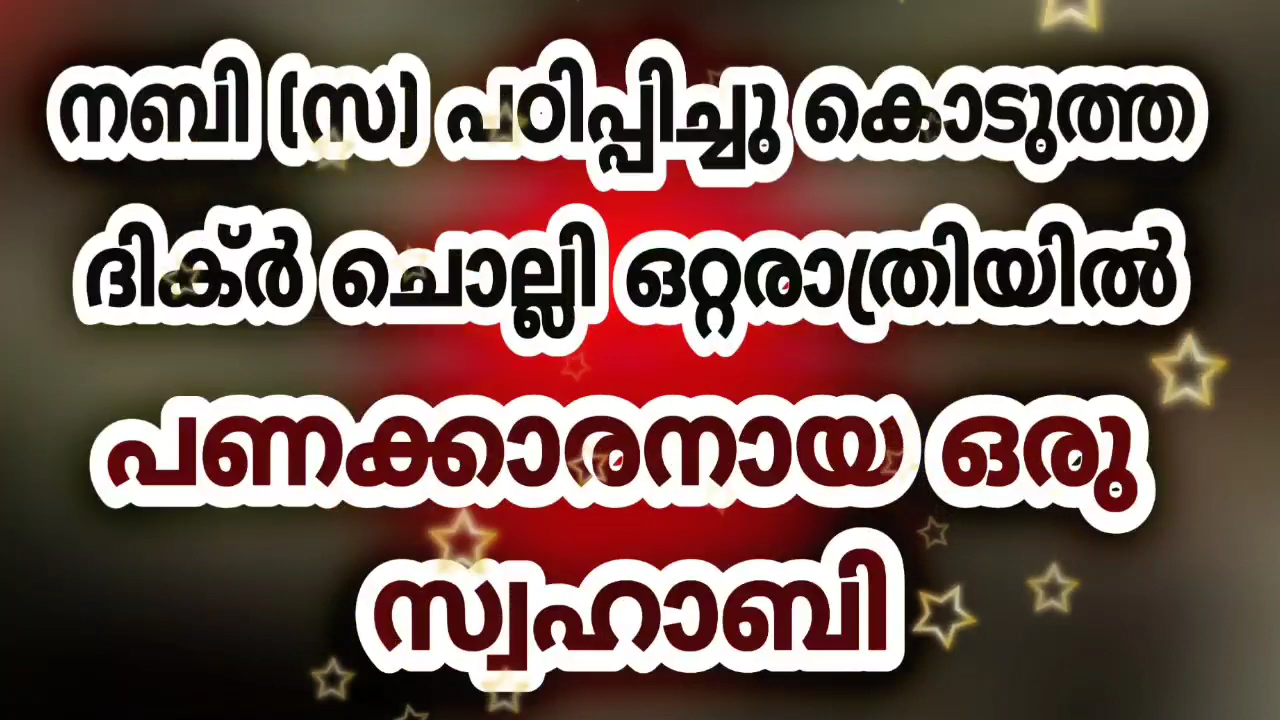 നബി (സ) പഠിപ്പിച്ചു കൊടുത്ത
ദിക്ർ ചൊല്ലി ഒറ്റരാത്രിയിൽ
പണക്കാരനായ ഒരു
സ്വഹാബി